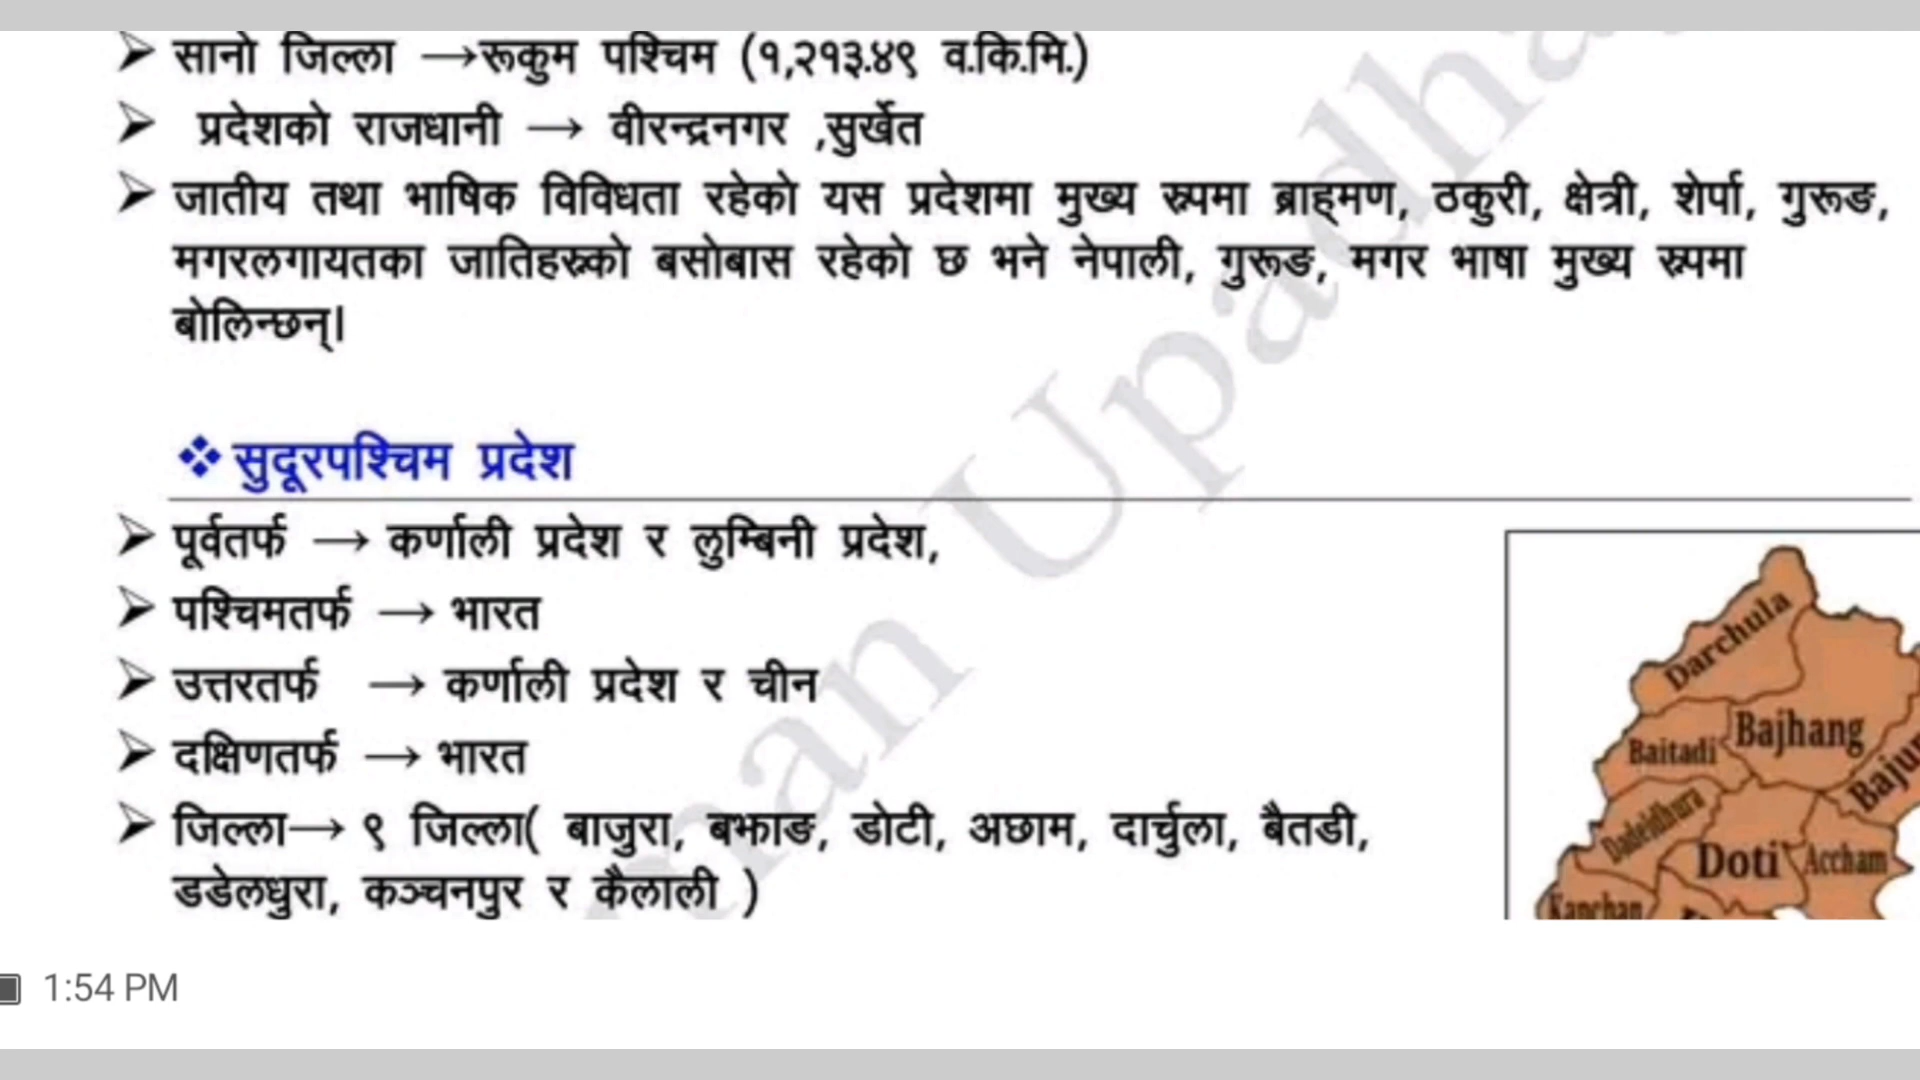 ➢ सानो जिल्ला →रूकुम पश्चिम (१,२१३.४९ व.कि.मि.)
➢ प्रदेशको राजधानी → वीरन्द्रनगर ,सुर्खेत
➢ जातीय तथा भाषिक विविधता रहेको यस प्रदेशमा मुख्य रुपमा ब्राह्मण, ठकुरी, क्षेत्री, शेर्पा, गुरूङ,
मगरलगायतका जातिहरुको बसोबास रहेको छ भने नेपाली, गुरूङ, मगर भाषा मुख्य रुपमा
बोलिन्छन्।
❖ सुदूरपश्चिम प्रदेश
➢ पूर्वतर्फ → कर्णाली प्रदेश र लुम्बिनी प्रदेश,
➢ पश्चिमतर्फ → भारत
➢ उत्तरतर्फ → कर्णाली प्रदेश र चीन
➢ दक्षिणतर्फ → भारत
➢ जिल्ला→ ९ जिल्ला( बाजुरा, बझाङ, डोटी, अछाम, दार्चुला, बैतडी,
डडेलधुरा, कञ्चनपुर र कैलाली )
Darchula
Bajhang
Baitadi
Dadeldhura
Doti
Accham
Kanchan
Upadh
1:54 PM